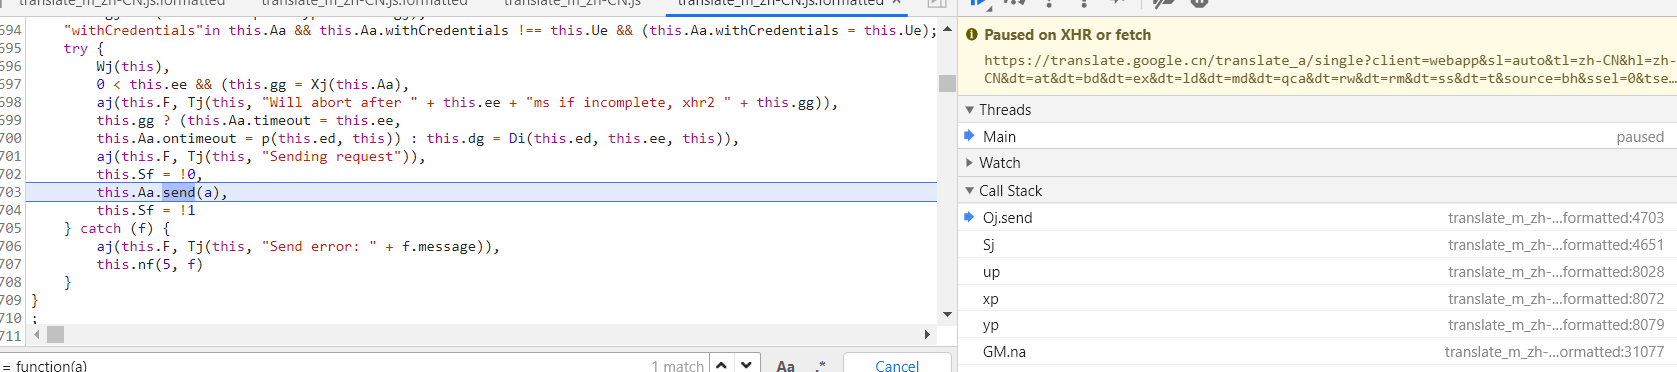 translate_m_zh-CN.js:formatted
translate_m_zh-CN.js:formatted
translate_m_zh-CN.js
translate_m_zh-CN.js:formatted
694 "withCredentials"in this.Aa && this.Aa.withCredentials !== this.Ue && (this.Aa.withCredentials = this.Ue);
695 try {
696 Wj(this),
697 0 < this.ee && (this.gg = Xj(this.Aa),
698 aj(this.F, Tj(this, "Will abort after " + this.ee + "ms if incomplete, xhr2 " + this.gg)),
699 this.gg ? (this.Aa.timeout = this.ee,
700 this.Aa.ontimeout = p(this.ed, this)) : this.dg = Di(this.ed, this.ee, this)),
701 aj(this.F, Tj(this, "Sending request")),
702 this.Sf = !0,
703 this.Aa.send(a),
704 this.Sf = !1
705 } catch (f) {
706 aj(this.F, Tj(this, "Send error: " + f.message)),
707 this.nf(5, f)
708 }
709 }
710 ;
711
= function(a)
1 match
Aa
.*
Cancel
Paused on XHR or fetch
https://translate.google.cn/translate_a/single?client=webapp&sl=auto&tl=zh-CN&hl=zh-
CN&dt=at&dt=bd&dt=ex&dt=ld&dt=md&dt=qca&dt=rw&dt=rm&dt=ss&dt=t&source=bh&ssel=0&tse…
Threads
Main paused
Watch
Call Stack
Oj.send translate_m_zh-…formatted:4703
Sj translate_m_zh-…formatted:4651
up translate_m_zh-…formatted:8028
xp translate_m_zh-…formatted:8072
yp translate_m_zh-…formatted:8079
GM.na translate_m_zh-…ormatted:31077